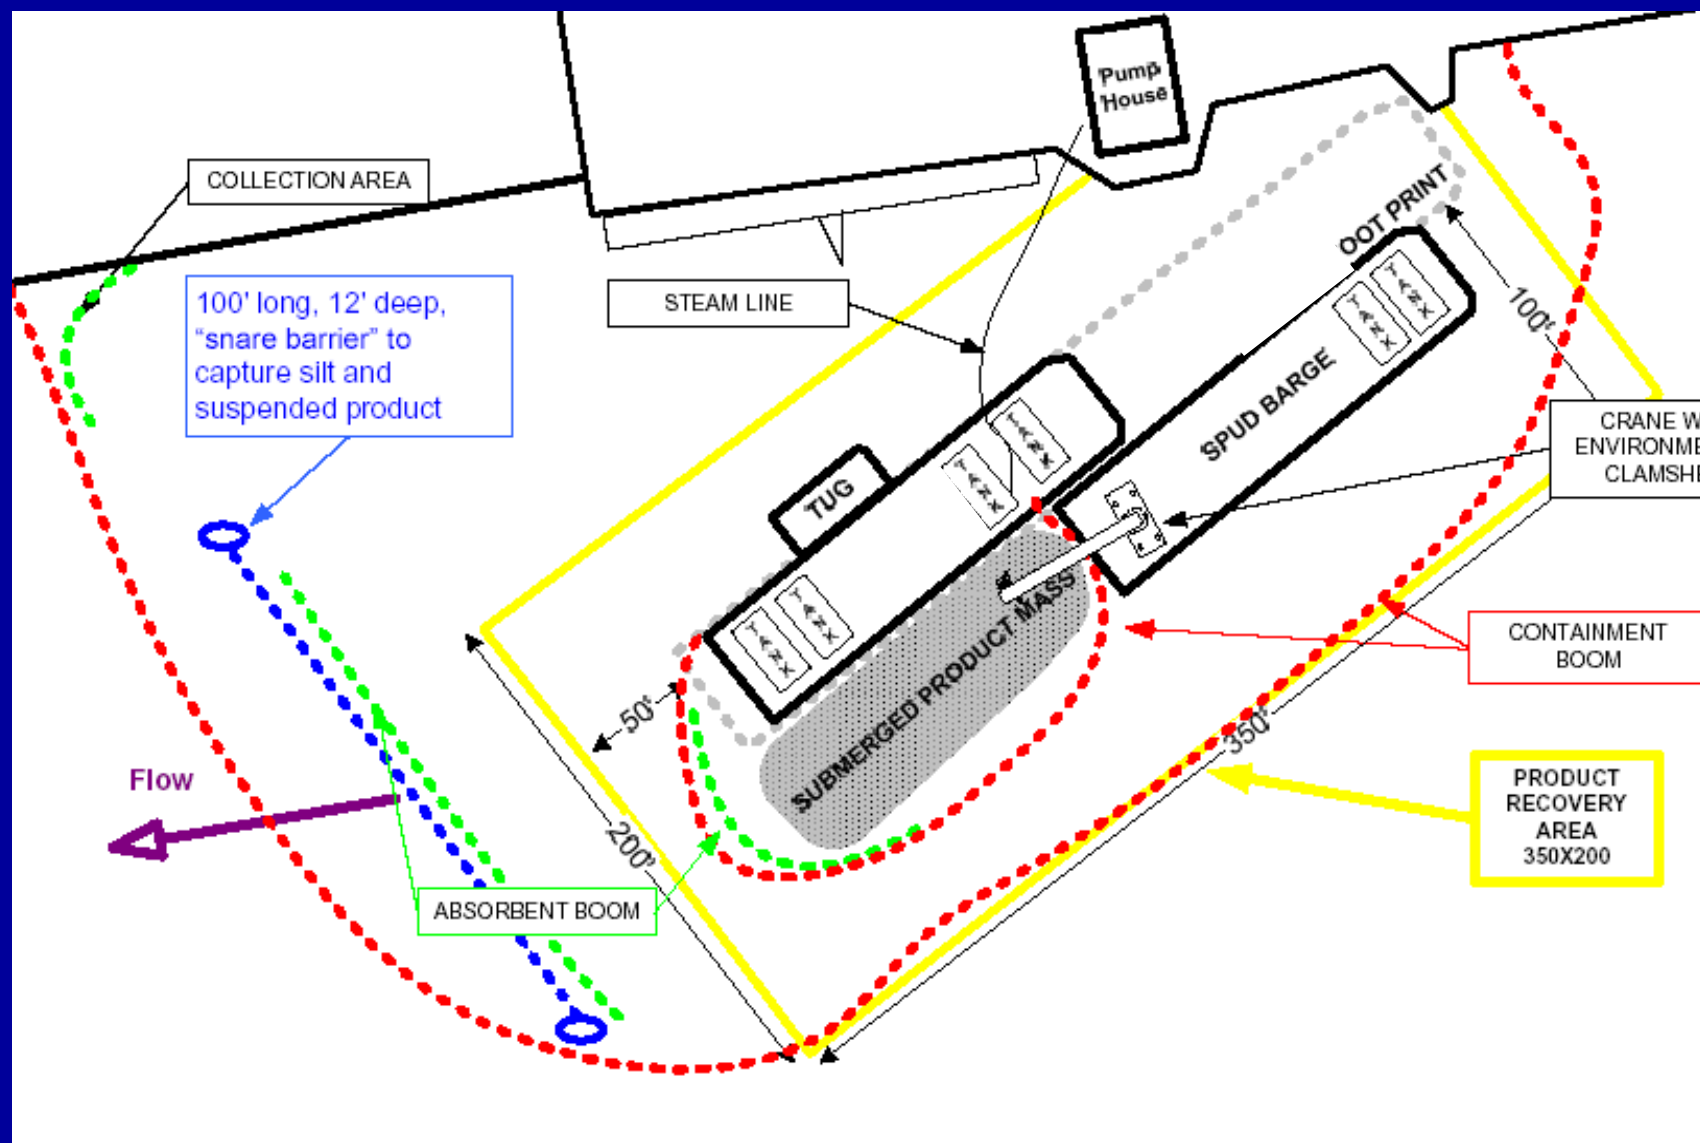 Pump
House
COLLECTION AREA
OOT PRINT
100' long, 12' deep,
"snare barrier" to
capture silt and
suspended product
STEAM LINE
100'
TANK
TANK
SPUD BARGE
CRANE W
ENVIRONME
CLAMSHE
TANK
TANK
TUG
TANK
TANK
SUBMERGED PRODUCT MASS
CONTAINMENT
BOOM
50'
350'
Flow
PRODUCT
RECOVERY
AREA
350X200
200'
ABSORBENT BOOM